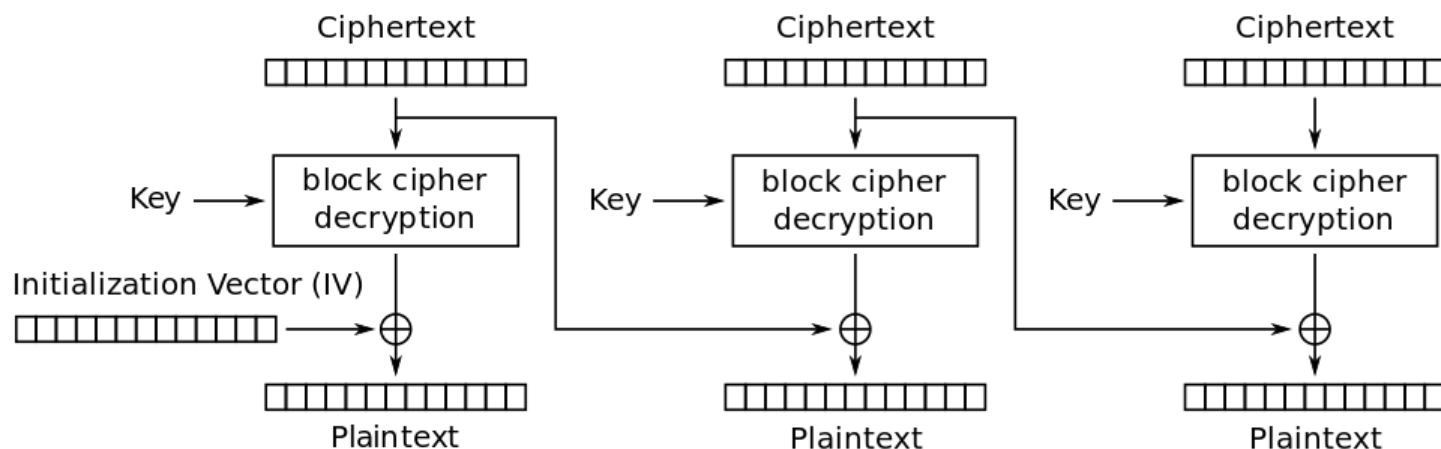 Ciphertext
Ciphertext
Ciphertext
Key
block cipher
decryption
Key
block cipher
decryption
Key
block cipher
decryption
Initialization Vector (IV)
Plaintext
Plaintext
Plaintext